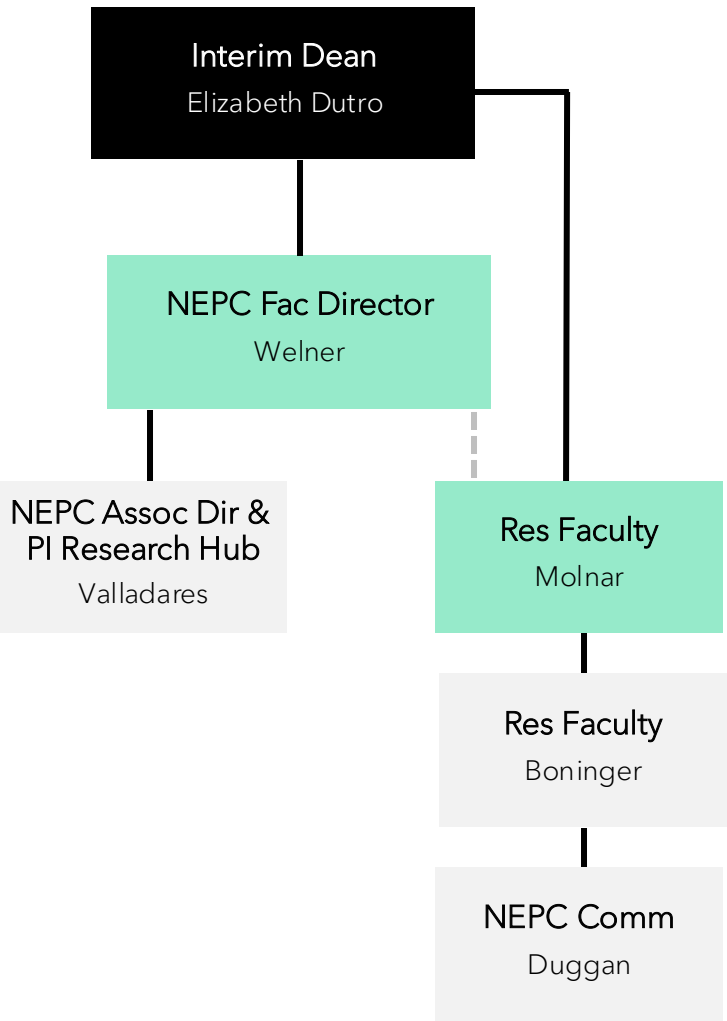 Interim Dean
Elizabeth Dutro
NEPC Fac Director
Welner
NEPC Assoc Dir &
PI Research Hub
Valladares
Res Faculty
Molnar
Res Faculty
Boninger
NEPC Comm
Duggan